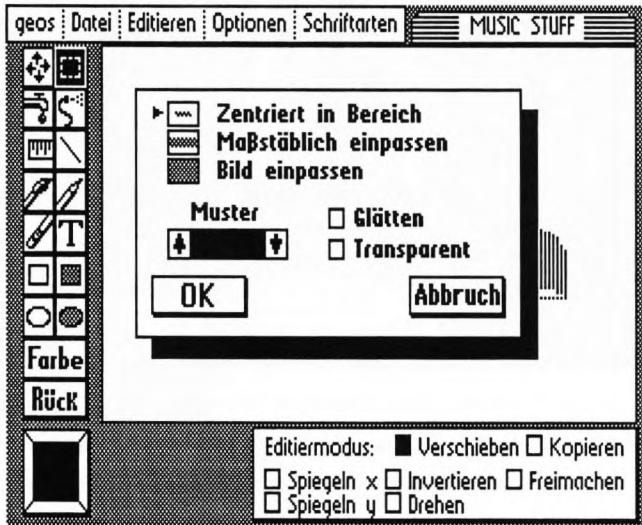 geos Datei Editieren Optionen Schriftarten MUSIC STUFF
Zentriert in Bereich
Maßstäblich einpassen
Bild einpassen
Muster
Glätten
Transparent
OK Abbruch
T
Farbe
Rück
Editiermodus: Verschieben Kopieren
Spiegeln x Invertieren Freimachen
Spiegeln y Drehen